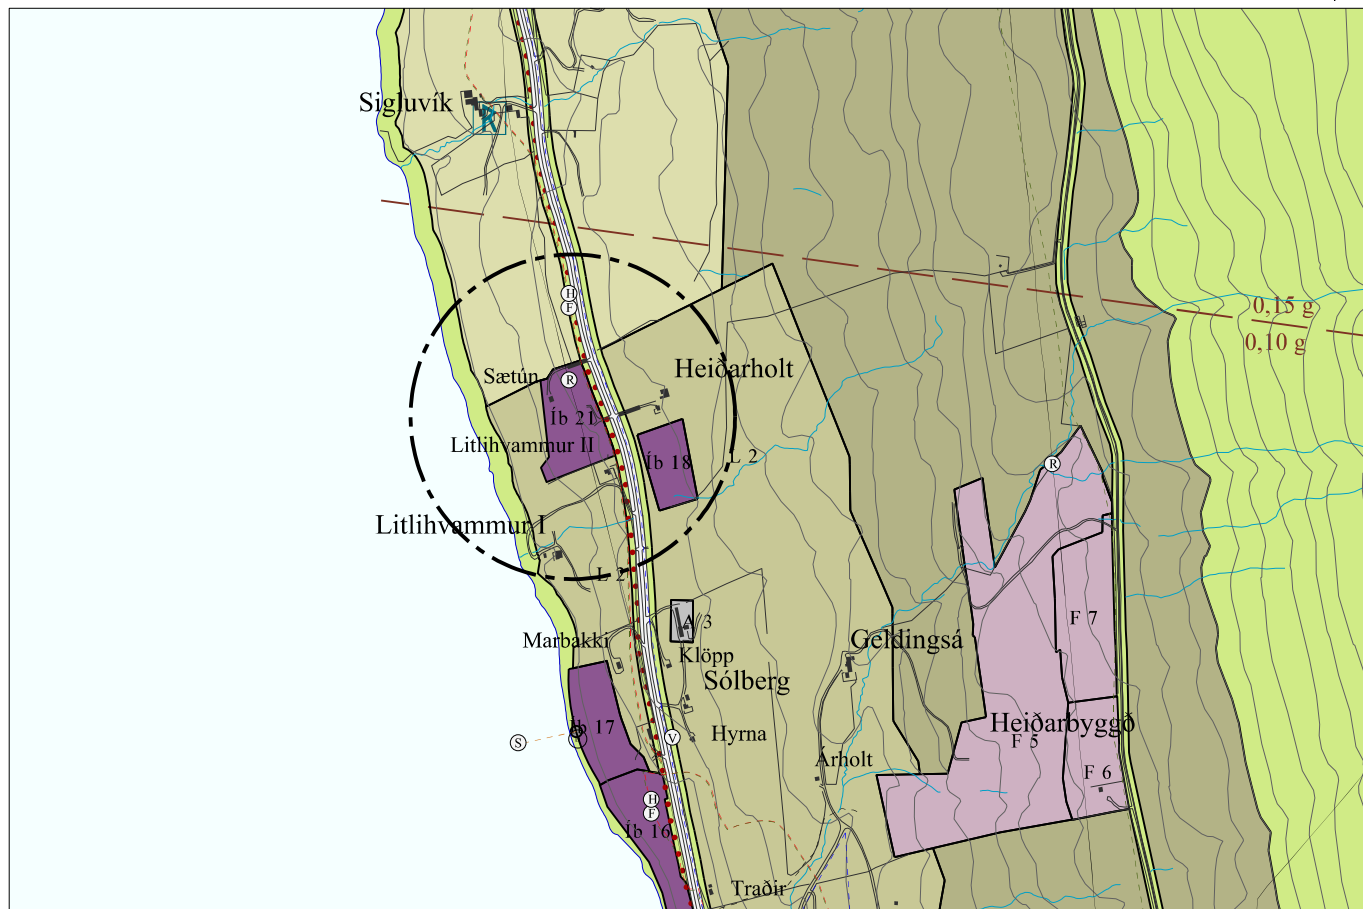 Sigluvík
R
0,15 g
0,10 g
H
F
Sætún
R
Heiðarholt
Íb 21
Litlihvammur II
L 2
Íb 18
R
Litlihvammur I
L 2
A/3
F 7
Marbakki
Klöpp
Geldingsá
Sólberg
Íb 17
Heiðarbyggð
S
V
Hyrna
F 5
Árholt
F 6
H
F
Íb 16
Traðir